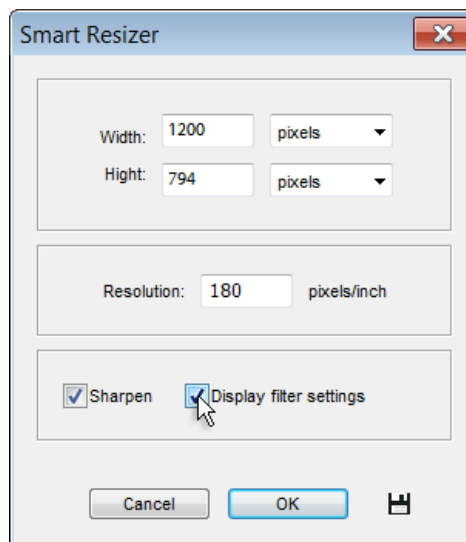 Smart Resizer
Width: 1200 pixels
Hight: 794 pixels
Resolution: 180 pixels/inch
Sharpen Display filter settings
Cancel OK